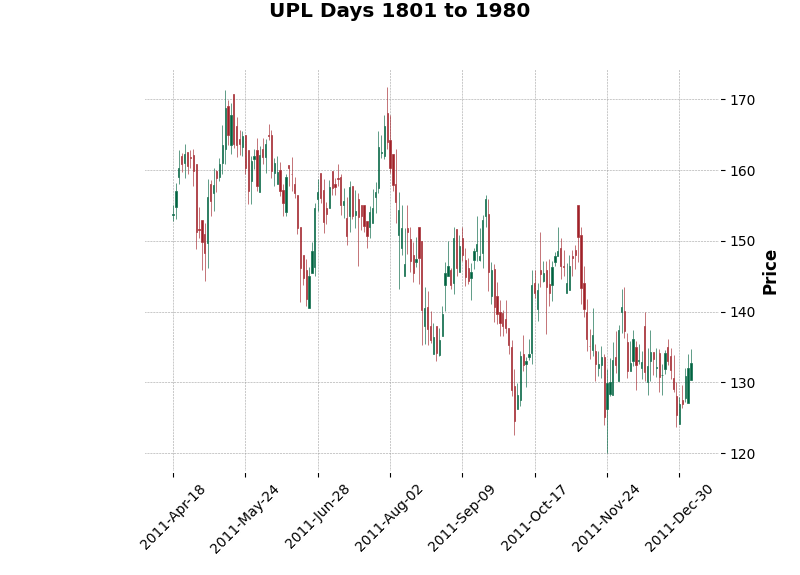 UPL Days 1801 to 1980
170
160
150
140
130
120
Price
2011-Apr-18
2011-May-24
2011-Jun-28
2011-Aug-02
2011-Sep-09
2011-Oct-17
2011-Nov-24
2011-Dec-30